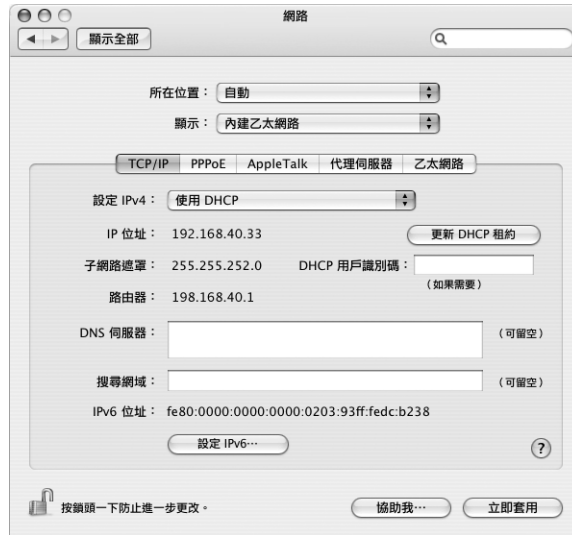 網路
顯示全部
所在位置： 自動
顯示： 內建乙太網路
TCP/IP PPPoE AppleTalk 代理伺服器 乙太網路
設定 IPv4： 使用 DHCP
IP 位址： 192.168.40.33 更新 DHCP 租約
子網路遮罩： 255.255.252.0 DHCP 用戶識別碼：
（如果需要）
路由器： 198.168.40.1
DNS 伺服器： （可留空）
搜尋網域： （可留空）
IPv6 位址： fe80:0000:0000:0000:0203:93ff:fedc:b238
設定 IPv6… ?
按鎖頭一下防止進一步更改。 協助我… 立即套用